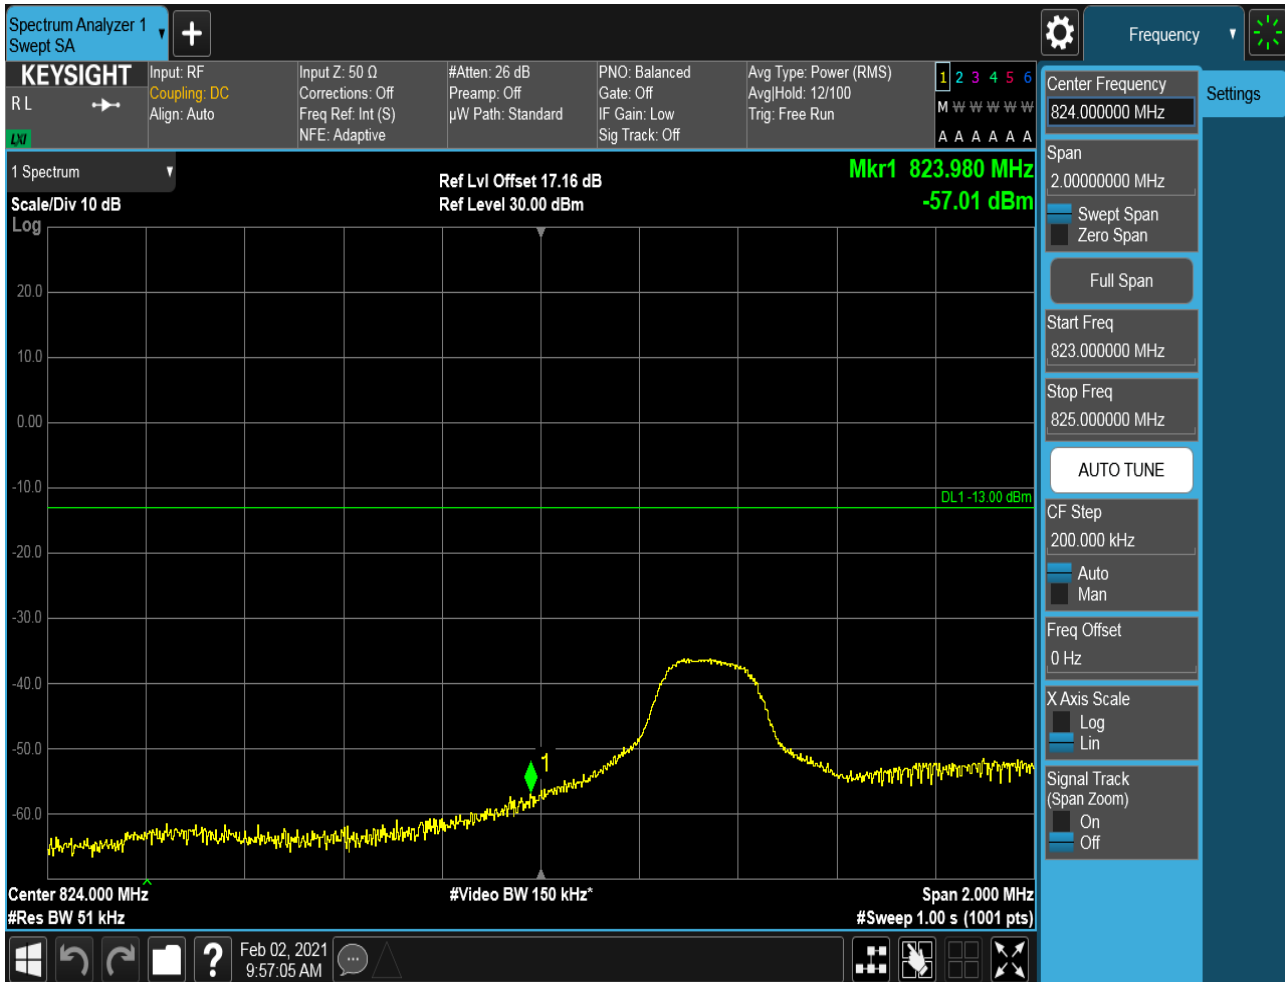 Spectrum Analyzer 1
Swept SA
Frequency
KEYSIGHT
R L
LXI
Input: RF
Coupling: DC
Align: Auto
Input Z: 50 Ω
Corrections: Off
Freq Ref: Int (S)
NFE: Adaptive
#Atten: 26 dB
Preamp: Off
µW Path: Standard
PNO: Balanced
Gate: Off
IF Gain: Low
Sig Track: Off
Avg Type: Power (RMS)
Avg|Hold: 12/100
Trig: Free Run
1 2 3 4 5 6
M W W W W W
A A A A A A
1 Spectrum
Scale/Div 10 dB
Log
Ref Lvl Offset 17.16 dB
Ref Level 30.00 dBm
Mkr1 823.980 MHz
-57.01 dBm
20.0
10.0
0.00
-10.0
DL1 -13.00 dBm
-20.0
-30.0
-40.0
-50.0
1
-60.0
Center 824.000 MHz
#Res BW 51 kHz
#Video BW 150 kHz*
Span 2.000 MHz
#Sweep 1.00 s (1001 pts)
Center Frequency
824.000000 MHz
Settings
Span
2.00000000 MHz
Swept Span
Zero Span
Full Span
Start Freq
823.000000 MHz
Stop Freq
825.000000 MHz
AUTO TUNE
CF Step
200.000 kHz
Auto
Man
Freq Offset
0 Hz
X Axis Scale
Log
Lin
Signal Track
(Span Zoom)
On
Off
?
Feb 02, 2021
9:57:05 AM